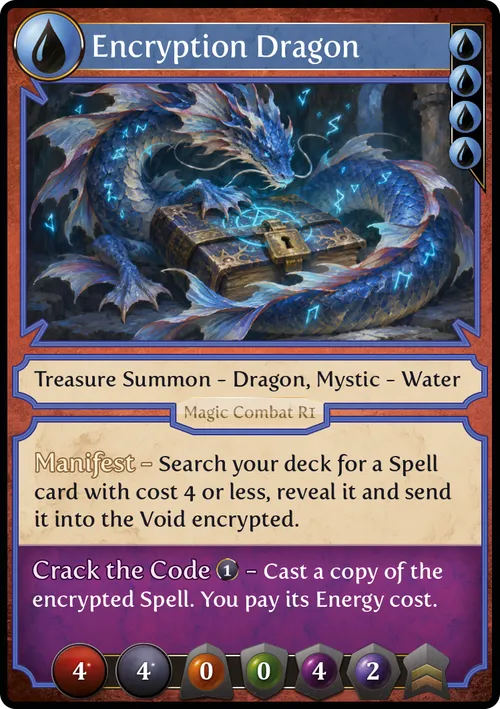 Encryption Dragon
Treasure Summon - Dragon, Mystic - Water
Magic Combat R1
Manifest - Search your deck for a Spell
card with cost 4 or less, reveal it and send
it into the Void encrypted.
Crack the Code 1 - Cast a copy of the
encrypted Spell. You pay its Energy cost.
4* 4* 0 0 4 2